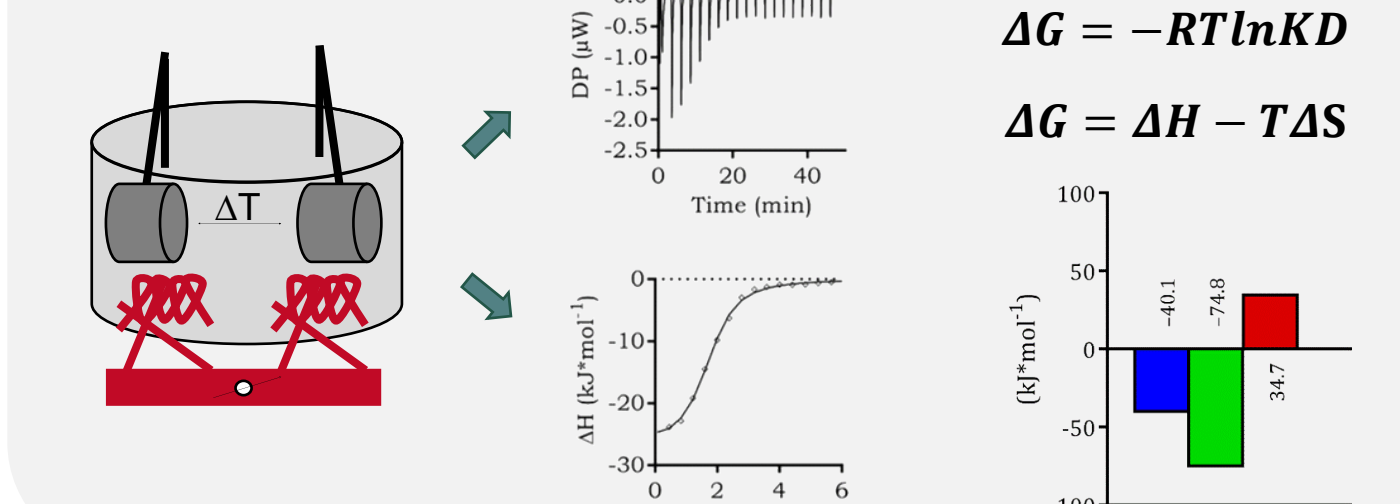 ΔT
-0.5
-1.0
-1.5
-2.0
-2.5
DP (µW)
0 20 40
Time (min)
0
-10
-20
-30
ΔH (kJ*mol⁻¹)
0 2 4 6
ΔG = −RTlnKD
ΔG = ΔH − TΔS
100
50
0
-50
(kJ*mol⁻¹)
−40.1
−74.8
34.7